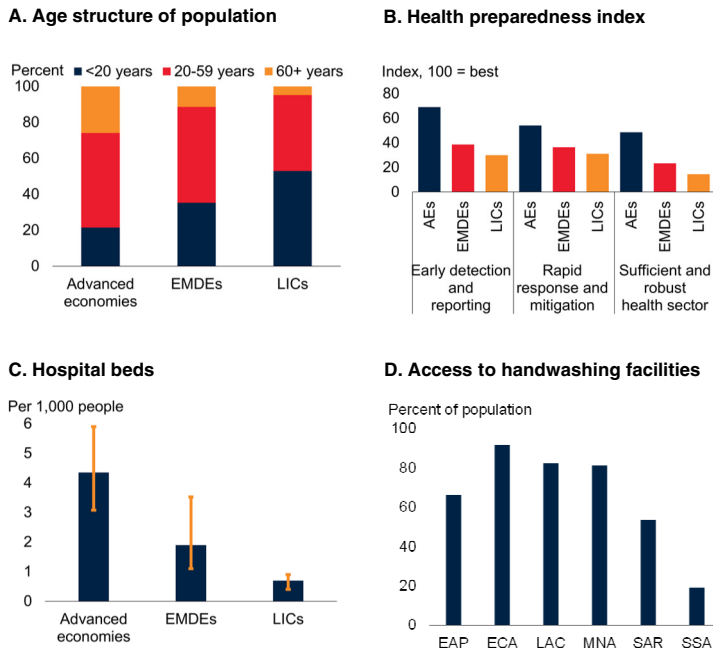 A. Age structure of population
Percent <20 years 20-59 years 60+ years
100
80
60
40
20
0
Advanced economies
EMDEs
LICs
B. Health preparedness index
Index, 100 = best
80
60
40
20
0
AEs
EMDEs
LICs
AEs
EMDEs
LICs
AEs
EMDEs
LICs
Early detection
and
reporting
Rapid
response and
mitigation
Sufficient and
robust
health sector
C. Hospital beds
Per 1,000 people
6
5
4
3
2
1
0
Advanced
economies
EMDEs
LICs
D. Access to handwashing facilities
Percent of population
100
80
60
40
20
0
EAP ECA LAC MNA SAR SSA